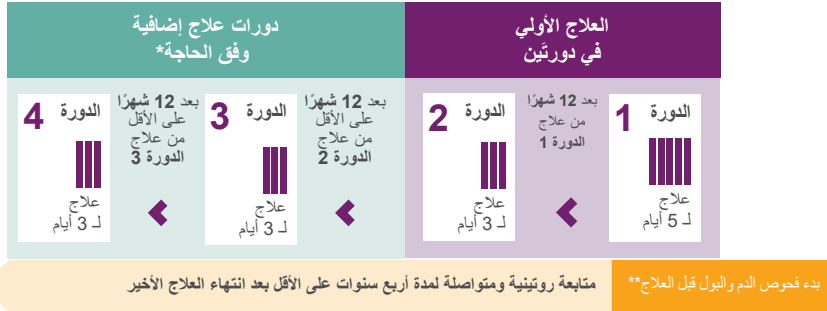 العلاج الأولي
في دورتَين
دورات علاج إضافية
وفق الحاجة*
الدورة 1
علاج
لـ 5 أيام
بعد 12 شهرًا
من علاج
الدورة 1
الدورة 2
علاج
لـ 3 أيام
بعد 12 شهرًا
على الأقل
من علاج
الدورة 2
الدورة 3
علاج
لـ 3 أيام
بعد 12 شهرًا
على الأقل
من علاج
الدورة 3
الدورة 4
علاج
لـ 3 أيام
بدء فحوص الدم والبول قبل العلاج**
متابعة روتينية ومتواصلة لمدة أربع سنوات على الأقل بعد انتهاء العلاج الأخير